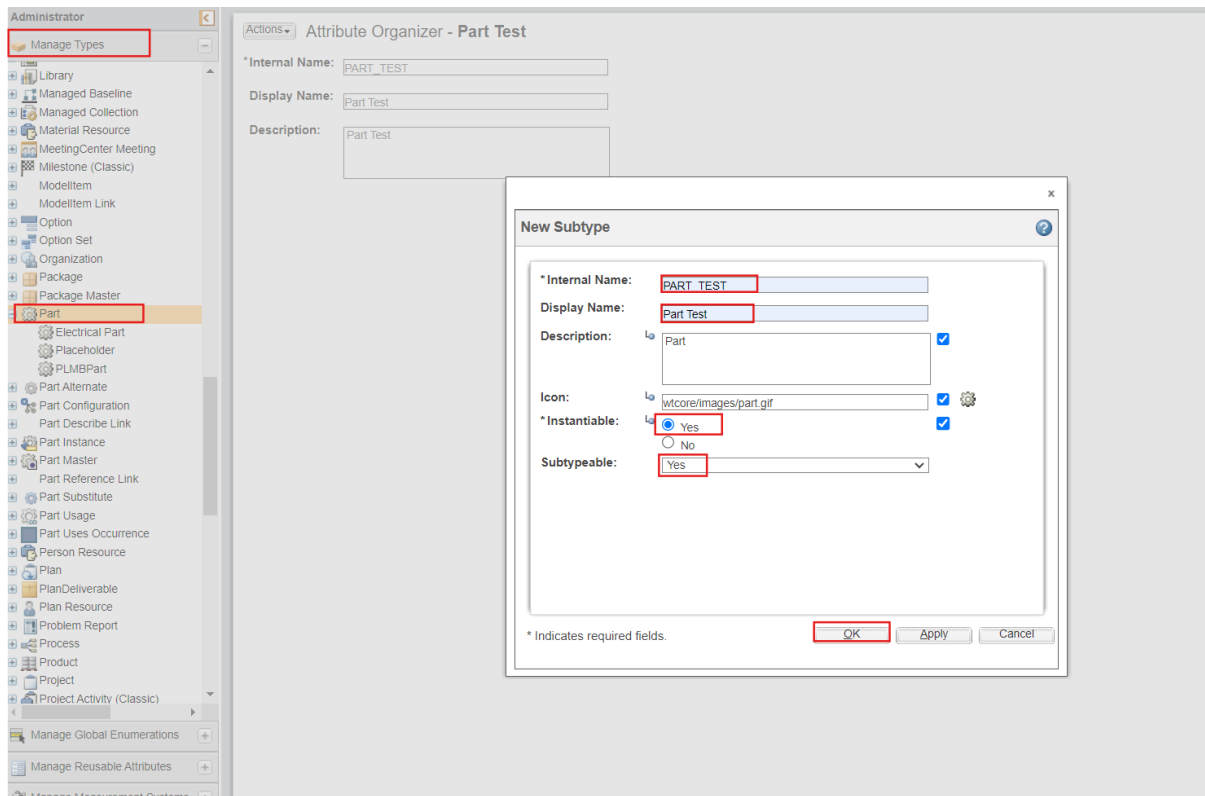 Administrator
Manage Types
Library
Managed Baseline
Managed Collection
Material Resource
MeetingCenter Meeting
Milestone (Classic)
ModelItem
ModelItem Link
Option
Option Set
Organization
Package
Package Master
Part
Electrical Part
Placeholder
PLMBPart
Part Alternate
Part Configuration
Part Describe Link
Part Instance
Part Master
Part Reference Link
Part Substitute
Part Usage
Part Uses Occurrence
Person Resource
Plan
PlanDeliverable
Plan Resource
Problem Report
Process
Product
Project
Project Activity (Classic)
Manage Global Enumerations
Manage Reusable Attributes
Manage Measurement Systems
Actions Attribute Organizer - Part Test
*Internal Name: PART_TEST
Display Name: Part Test
Description: Part Test
x
New Subtype ?
*Internal Name: PART_TEST
Display Name: Part Test
Description: Part
Icon: wtcore/images/part.gif
*Instantiable: Yes
No
Subtypeable: Yes
* Indicates required fields. OK Apply Cancel